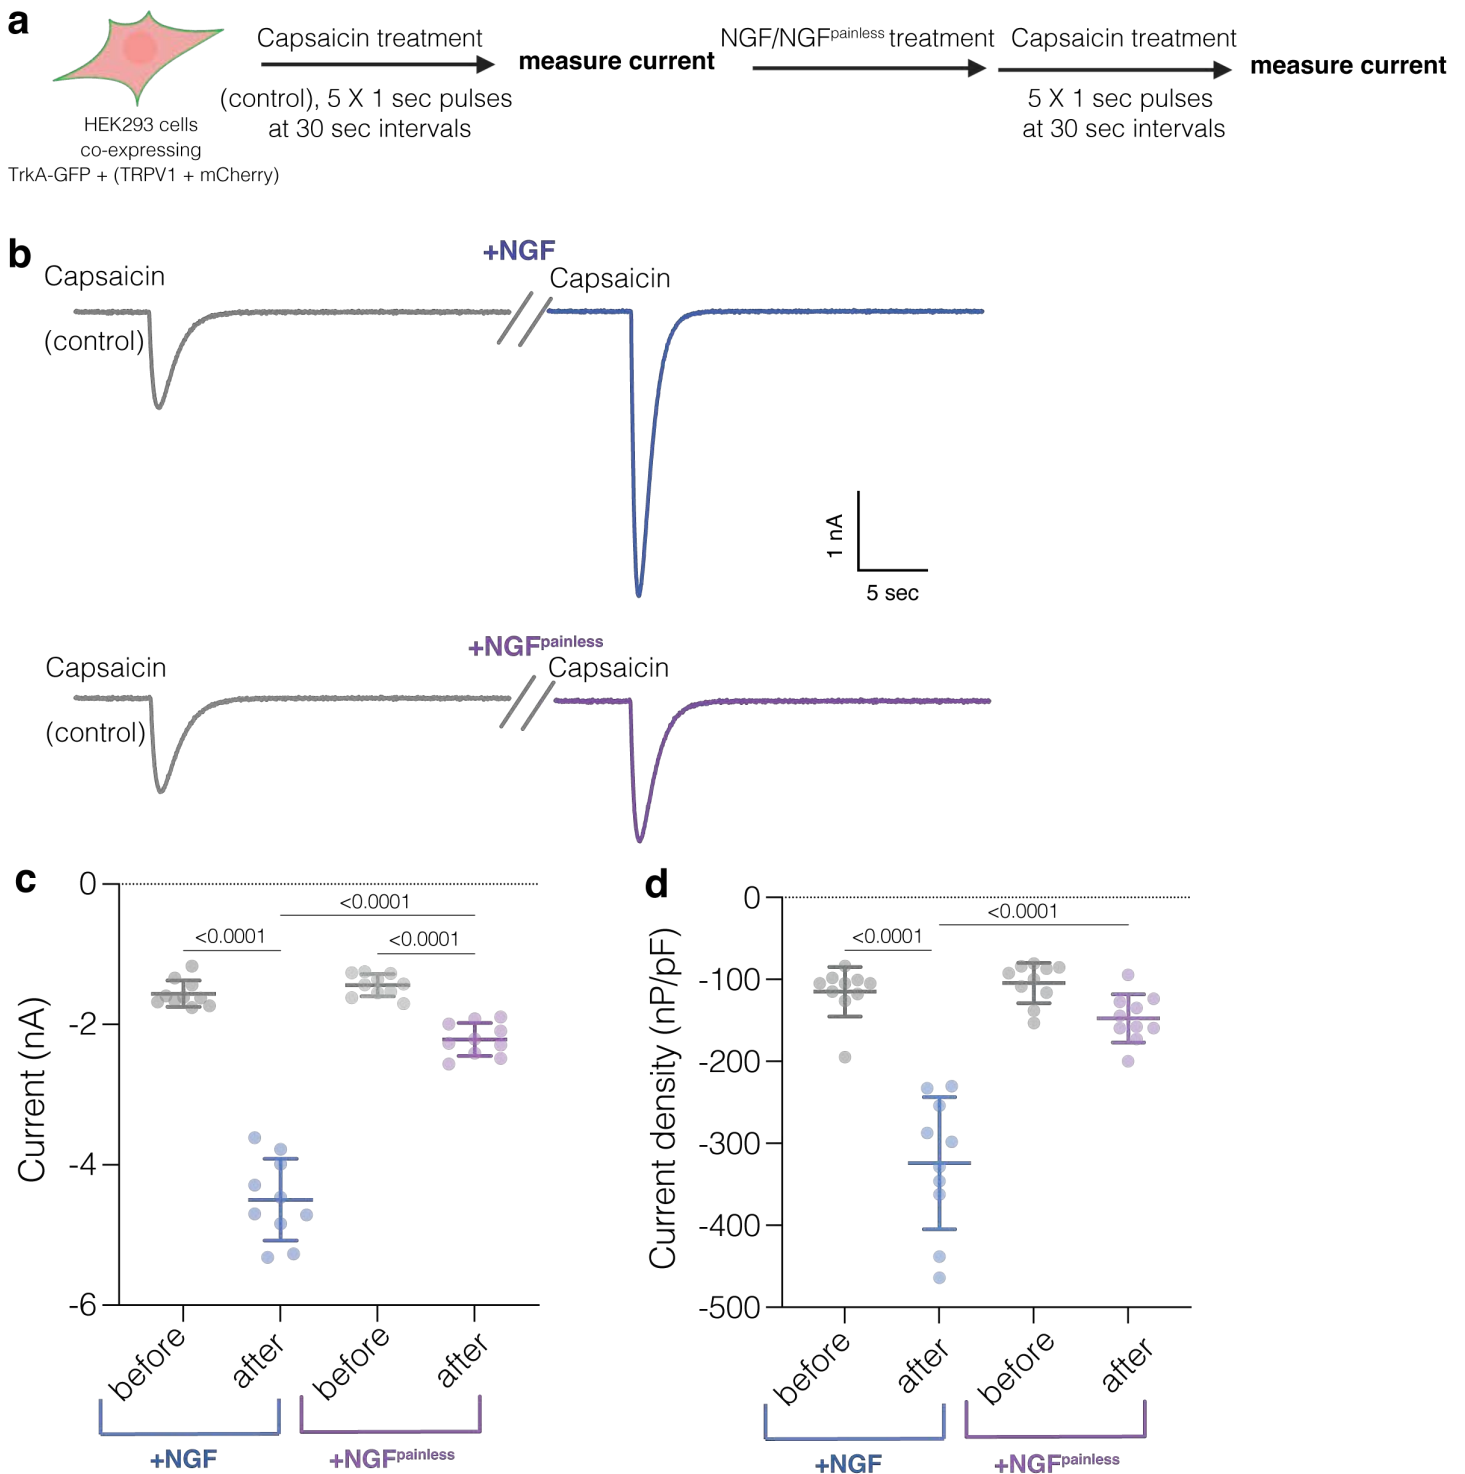 a
Capsaicin treatment
measure current
NGF/NGFpainless treatment
Capsaicin treatment
measure current
(control), 5 X 1 sec pulses
at 30 sec intervals
5 X 1 sec pulses
at 30 sec intervals
HEK293 cells
co-expressing
TrkA-GFP + (TRPV1 + mCherry)
b
+NGF
Capsaicin
Capsaicin
(control)
1 nA
5 sec
+NGFpainless
Capsaicin
Capsaicin
(control)
c
0
-2
-4
-6
Current (nA)
<0.0001
<0.0001
<0.0001
before
after
before
after
+NGF
+NGFpainless
d
0
-100
-200
-300
-400
-500
Current density (nP/pF)
<0.0001
<0.0001
before
after
before
after
+NGF
+NGFpainless